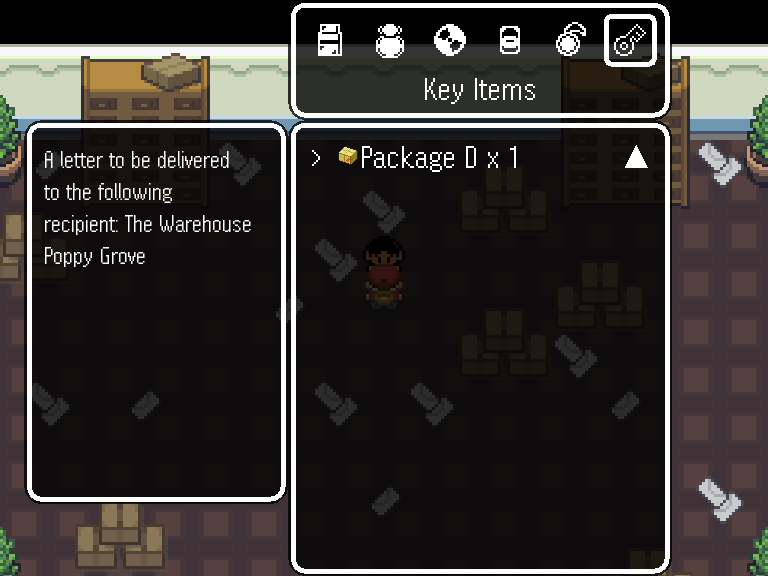 Key Items
A letter to be delivered
to the following
recipient: The Warehouse
Poppy Grove
> Package D x 1